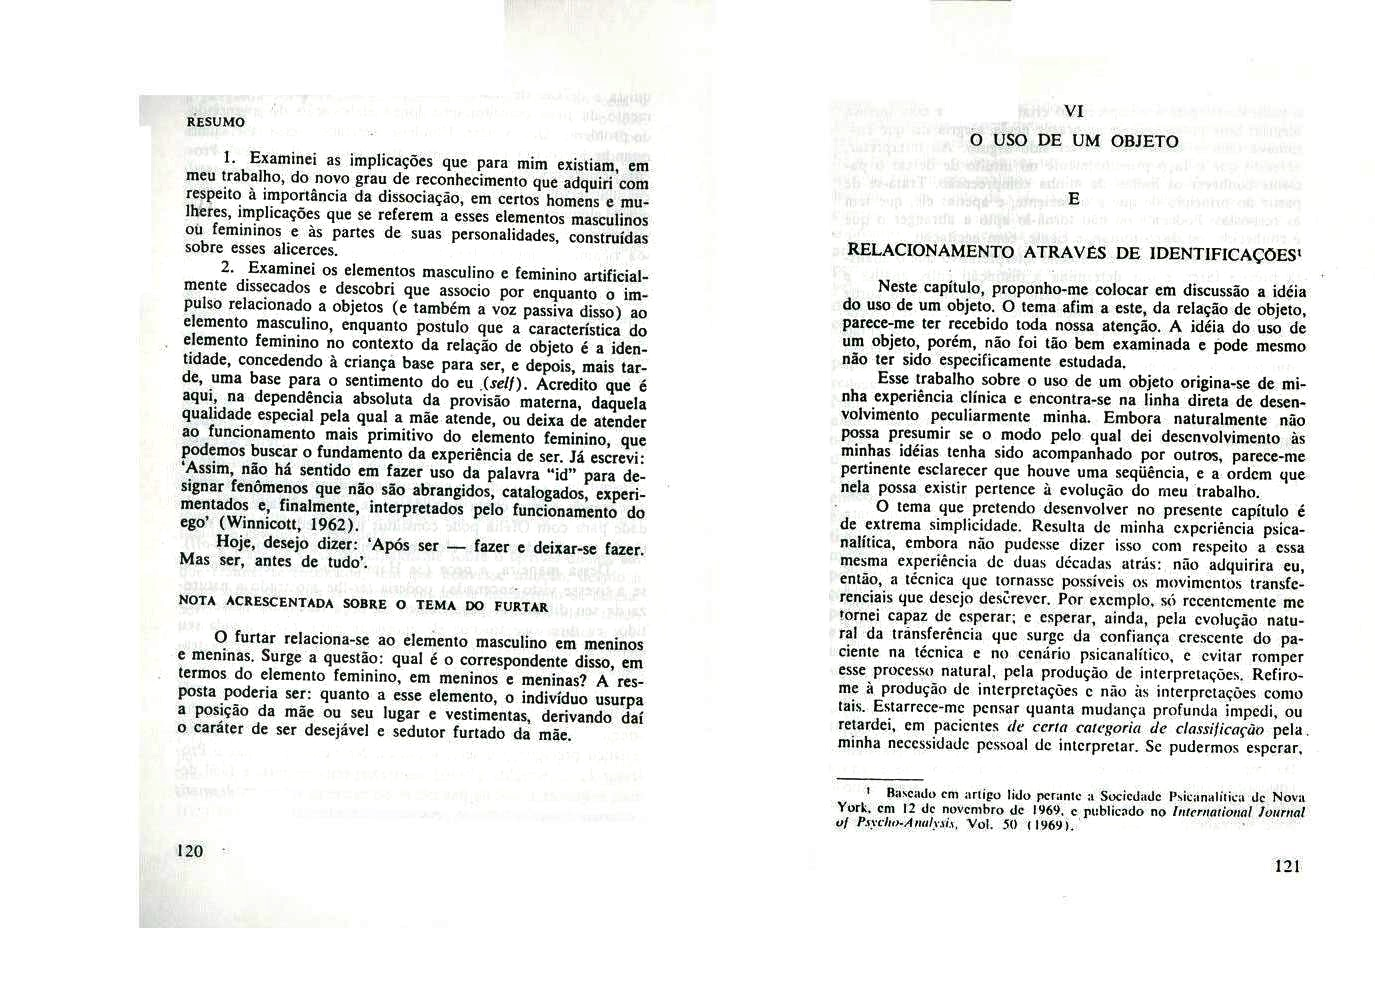 RESUMO
1. Examinei as implicações que para mim existiam, em
meu trabalho, do novo grau de reconhecimento que adquiri com
respeito à importância da dissociação, em certos homens e mu-
lheres, implicações que se referem a esses elementos masculinos
ou femininos e às partes de suas personalidades, construídas
sobre esses alicerces.
2. Examinei os elementos masculino e feminino artificial-
mente dissecados e descobri que associo por enquanto o im-
pulso relacionado a objetos (e também a voz passiva disso) ao
elemento masculino, enquanto postulo que a característica do
elemento feminino no contexto da relação de objeto é a iden-
tidade, concedendo à criança base para ser, e depois, mais tar-
de, uma base para o sentimento do eu (self). Acredito que é
aqui, na dependência absoluta da provisão materna, daquela
qualidade especial pela qual a mãe atende, ou deixa de atender
ao funcionamento mais primitivo do elemento feminino, que
podemos buscar o fundamento da experiência de ser. Já escrevi:
'Assim, não há sentido em fazer uso da palavra "id" para de-
signar fenômenos que não são abrangidos, catalogados, experi-
mentados e, finalmente, interpretados pelo funcionamento do
ego' (Winnicott, 1962).
Hoje, desejo dizer: 'Após ser — fazer e deixar-se fazer.
Mas ser, antes de tudo'.
NOTA ACRESCENTADA SOBRE O TEMA DO FURTAR
O furtar relaciona-se ao elemento masculino em meninos
e meninas. Surge a questão: qual é o correspondente disso, em
termos do elemento feminino, em meninos e meninas? A res-
posta poderia ser: quanto a esse elemento, o indivíduo usurpa
a posição da mãe ou seu lugar e vestimentas, derivando daí
o caráter de ser desejável e sedutor furtado da mãe.
120
VI
O USO DE UM OBJETO
E
RELACIONAMENTO ATRAVÉS DE IDENTIFICAÇÕES¹
Neste capítulo, proponho-me colocar em discussão a idéia
do uso de um objeto. O tema afim a este, da relação de objeto,
parece-me ter recebido toda nossa atenção. A idéia do uso de
um objeto, porém, não foi tão bem examinada e pode mesmo
não ter sido especificamente estudada.
Esse trabalho sobre o uso de um objeto origina-se de mi-
nha experiência clínica e encontra-se na linha direta de desen-
volvimento peculiarmente minha. Embora naturalmente não
possa presumir se o modo pelo qual dei desenvolvimento às
minhas idéias tenha sido acompanhado por outros, parece-me
pertinente esclarecer que houve uma seqüência, e a ordem que
nela possa existir pertence à evolução do meu trabalho.
O tema que pretendo desenvolver no presente capítulo é
de extrema simplicidade. Resulta de minha experiência psica-
nalítica, embora não pudesse dizer isso com respeito a essa
mesma experiência de duas décadas atrás: não adquirira eu,
então, a técnica que tornasse possíveis os movimentos transfe-
renciais que desejo descrever. Por exemplo, só recentemente me
tornei capaz de esperar; e esperar, ainda, pela evolução natu-
ral da transferência que surge da confiança crescente do pa-
ciente na técnica e no cenário psicanalítico, e evitar romper
esse processo natural, pela produção de interpretações. Refiro-
me à produção de interpretações e não às interpretações como
tais. Estarrece-me pensar quanta mudança profunda impedi, ou
retardei, em pacientes de certa categoria de classificação pela
minha necessidade pessoal de interpretar. Se pudermos esperar,
¹ Baseado em artigo lido perante a Sociedade Psicanalítica de Nova
York, em 12 de novembro de 1969, e publicado no International Journal
of Psycho-Analysis, Vol. 50 (1969).
121